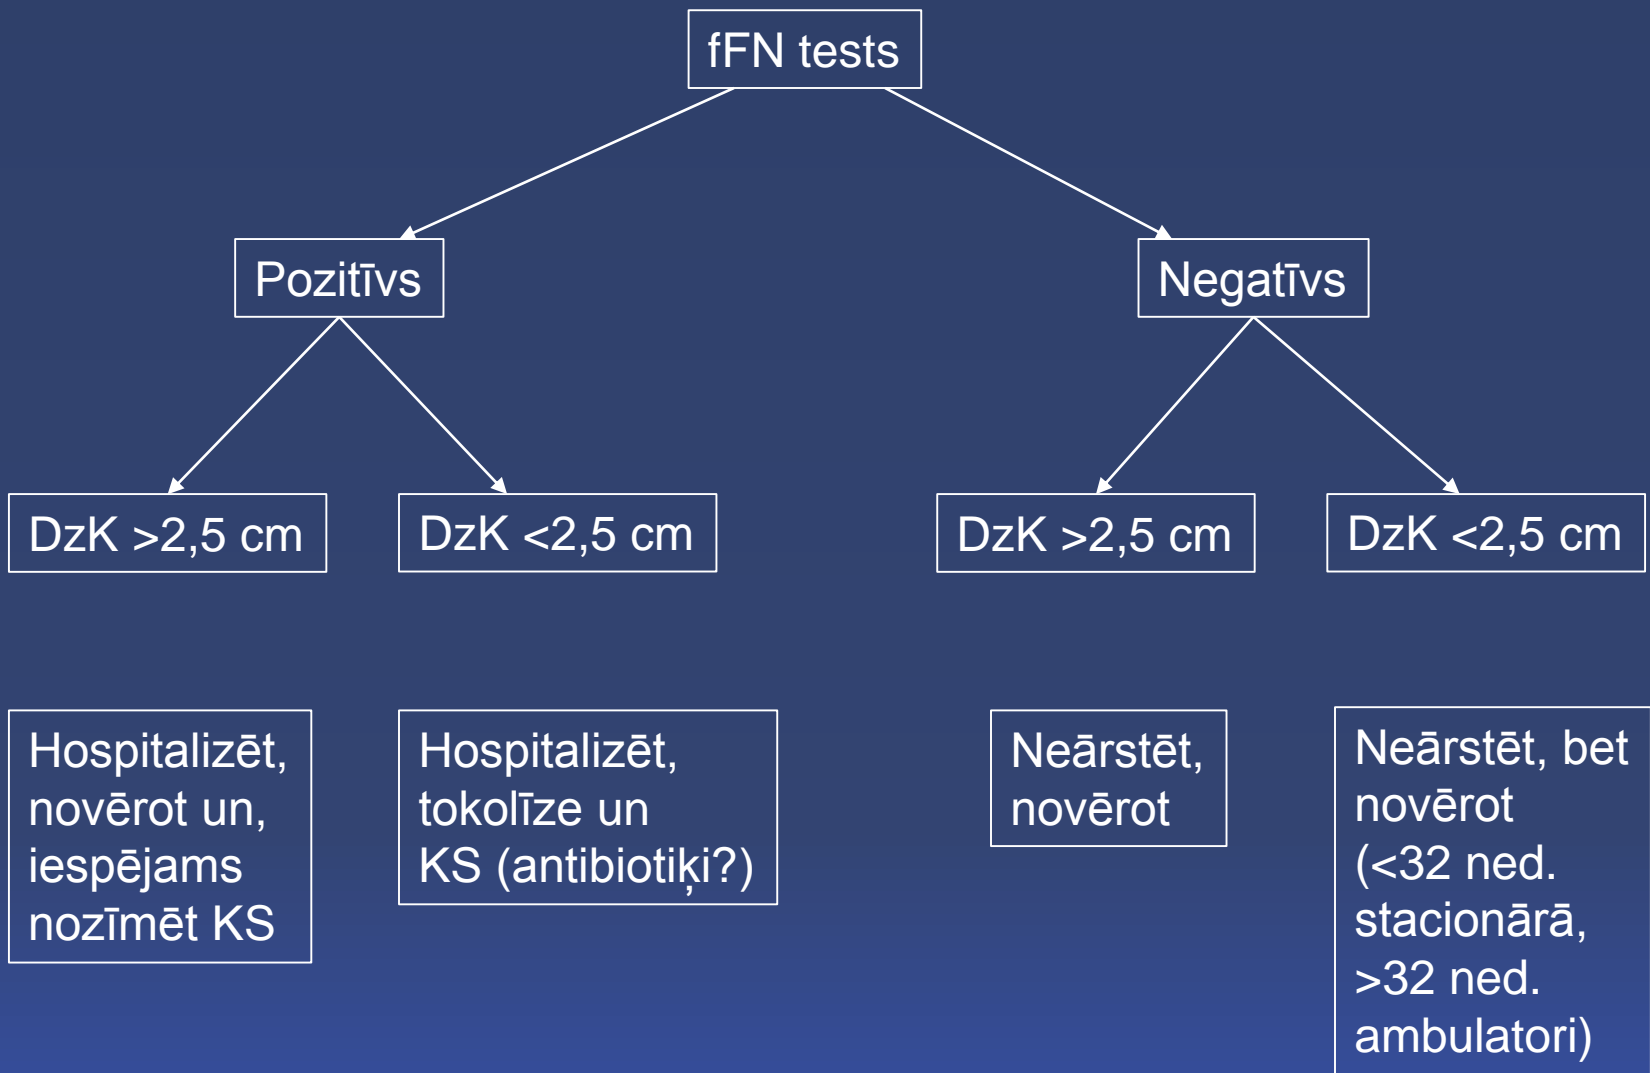 fFN tests
Pozitīvs
Negatīvs
DzK >2,5 cm
DzK <2,5 cm
DzK >2,5 cm
DzK <2,5 cm
Hospitalizēt,
novērot un,
iespējams
nozīmēt KS
Hospitalizēt,
tokolīze un
KS (antibiotiķi?)
Neārstēt,
novērot
Neārstēt, bet
novērot
(<32 ned.
stacionārā,
>32 ned.
ambulatori)